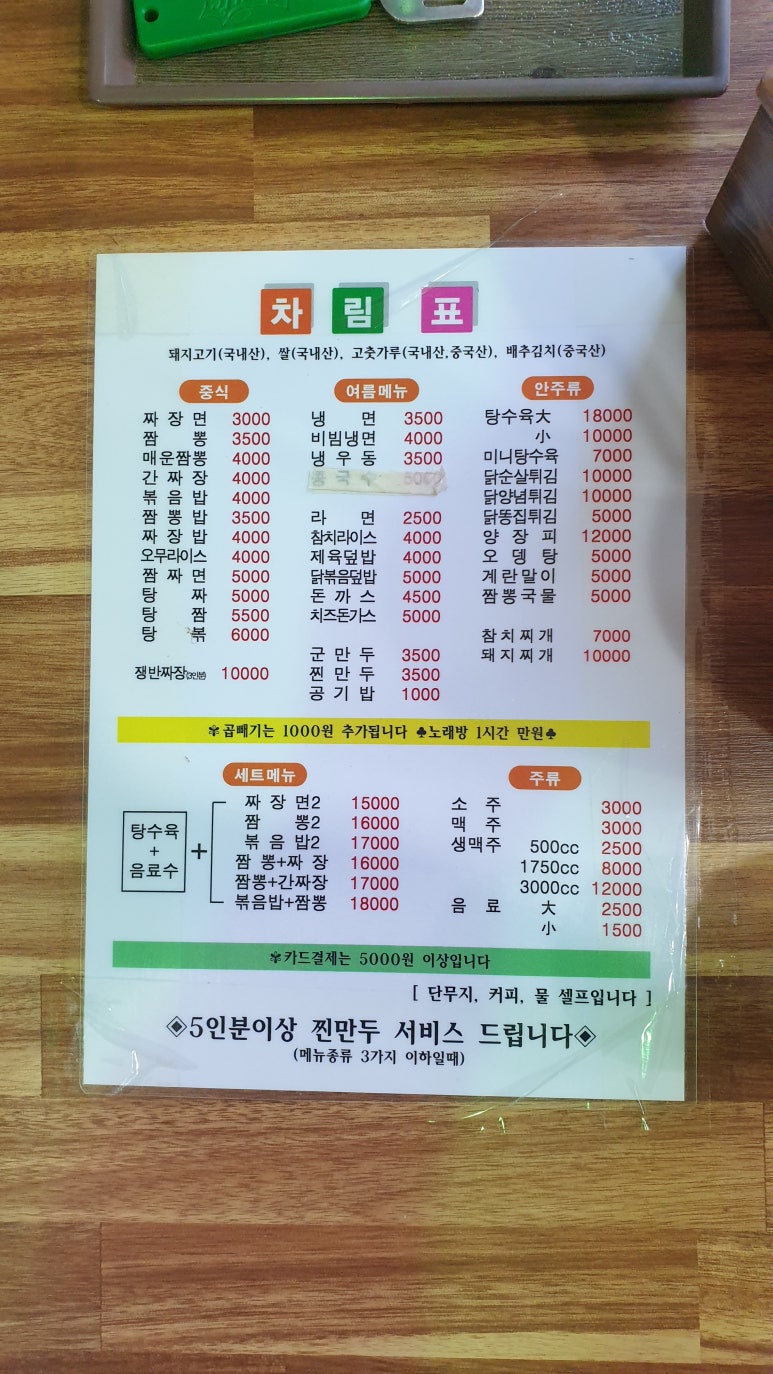 차림표
돼지고기(국내산), 쌀(국내산), 고춧가루(국내산,중국산), 배추김치(중국산)
중식
짜장면 3000
짬뽕 3500
매운짬뽕 4000
간짜장 4000
볶음밥 4000
짬뽕밥 3500
짜장밥 4000
오무라이스 4000
짬짜면 5000
탕짜 5000
탕짬 5500
탕볶 6000
쟁반짜장(2인분) 10000
여름메뉴
냉면 3500
비빔냉면 4000
냉우동 3500
콩국수 5000
라면 2500
참치라이스 4000
제육덮밥 4000
닭볶음덮밥 5000
돈까스 4500
치즈돈가스 5000
군만두 3500
찐만두 3500
공기밥 1000
안주류
탕수육大 18000
小 10000
미니탕수육 7000
닭순살튀김 10000
닭양념튀김 10000
닭똥집튀김 5000
양장피 12000
오뎅탕 5000
계란말이 5000
짬뽕국물 5000
참치찌개 7000
돼지찌개 10000
✾곱빼기는 1000원 추가됩니다 ♣노래방 1시간 만원♣
세트메뉴
탕수육
+
음료수
+
짜장면2 15000
짬뽕2 16000
볶음밥2 17000
짬뽕+짜장 16000
짬뽕+간짜장 17000
볶음밥+짬뽕 18000
주류
소주 3000
맥주 3000
생맥주 500cc 2500
1750cc 8000
3000cc 12000
음료 大 2500
小 1500
✾카드결제는 5000원 이상입니다
[ 단무지, 커피, 물 셀프입니다 ]
◈5인분이상 찐만두 서비스 드립니다◈
(메뉴종류 3가지 이하일때)